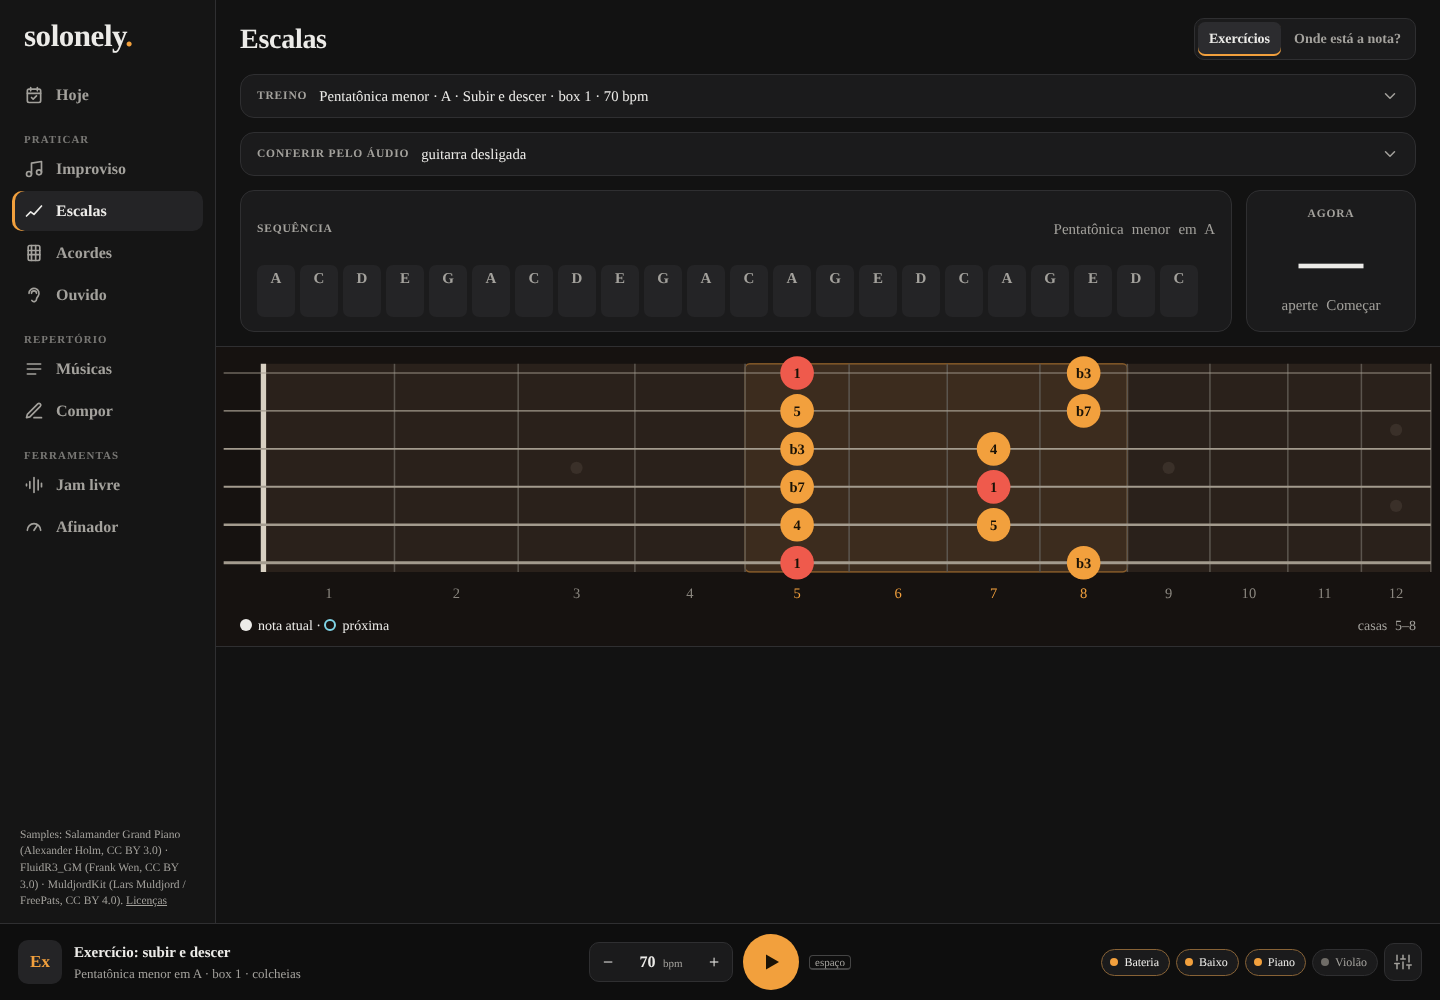 solonely.
Hoje
PRATICAR
Improviso
Escalas
Acordes
Ouvido
REPERTÓRIO
Músicas
Compor
FERRAMENTAS
Jam livre
Afinador
Samples: Salamander Grand Piano
(Alexander Holm, CC BY 3.0) ·
FluidR3_GM (Frank Wen, CC BY
3.0) · MuldjordKit (Lars Muldjord /
FreePats, CC BY 4.0). Licenças
Escalas
Exercícios Onde está a nota?
TREINO Pentatônica menor · A · Subir e descer · box 1 · 70 bpm
CONFERIR PELO ÁUDIO guitarra desligada
SEQUÊNCIA Pentatônica menor em A
A C D E G A C D E G A C A G E D C A G E D C
AGORA
—
aperte Começar
1 b3
5 b7
b3 4
b7 1
4 5
1 b3
1 2 3 4 5 6 7 8 9 10 11 12
nota atual · próxima casas 5–8
Ex
Exercício: subir e descer
Pentatônica menor em A · box 1 · colcheias
− 70 bpm +
espaço
Bateria Baixo Piano Violão